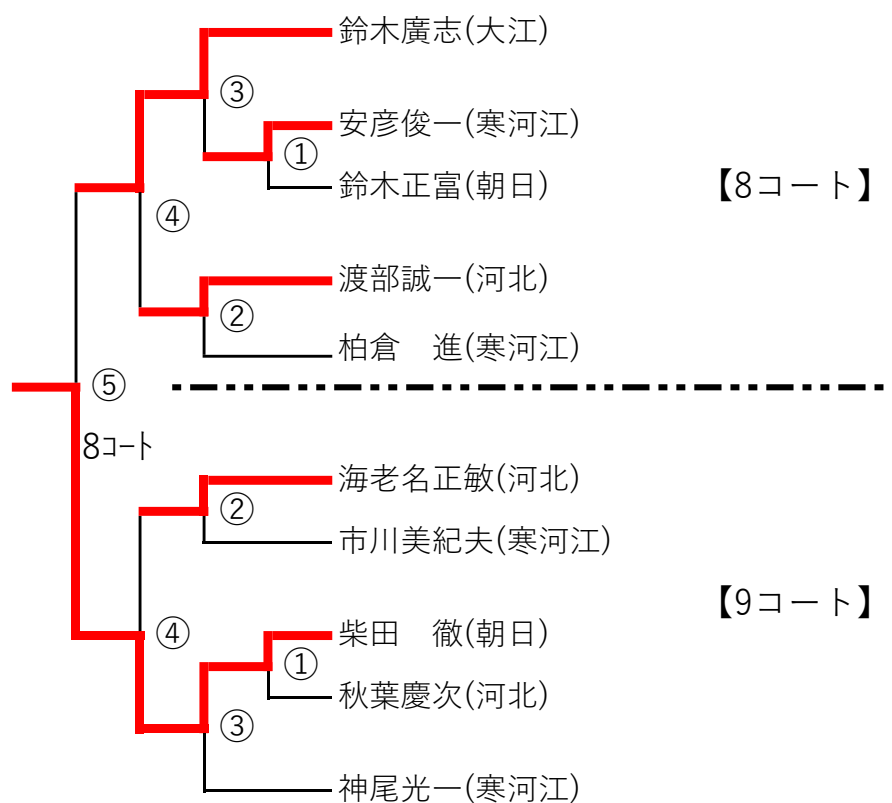 鈴木廣志(大江)
③
安彦俊一(寒河江)
①
鈴木正富(朝日)
【8コート】
④
渡部誠一(河北)
②
柏倉　進(寒河江)
⑤
8コート
海老名正敏(河北)
②
市川美紀夫(寒河江)
【9コート】
柴田　徹(朝日)
④
①
秋葉慶次(河北)
③
神尾光一(寒河江)